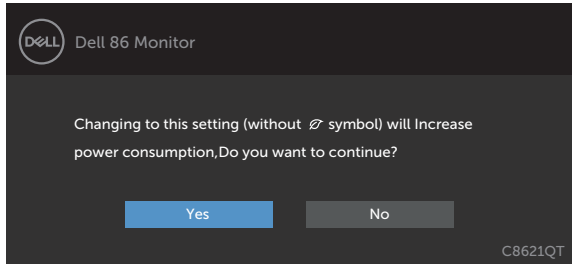 DELL Dell 86 Monitor
Changing to this setting (without symbol) will Increase
power consumption,Do you want to continue?
Yes No
C8621QT